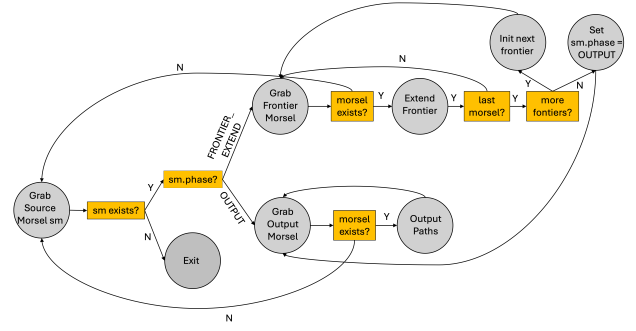 Init next
frontier
Set
sm.phase =
OUTPUT
N
N
Y
N
Grab
Frontier
Morsel
morsel
exists?
Y
Extend
Frontier
Y
last
morsel?
Y
more
fontiers?
FRONTIER_
EXTEND
Grab
Source
Morsel sm
sm exists?
Y
sm.phase?
OUTPUT
N
Exit
Grab
Output
Morsel
morsel
exists?
Y
Output
Paths
N